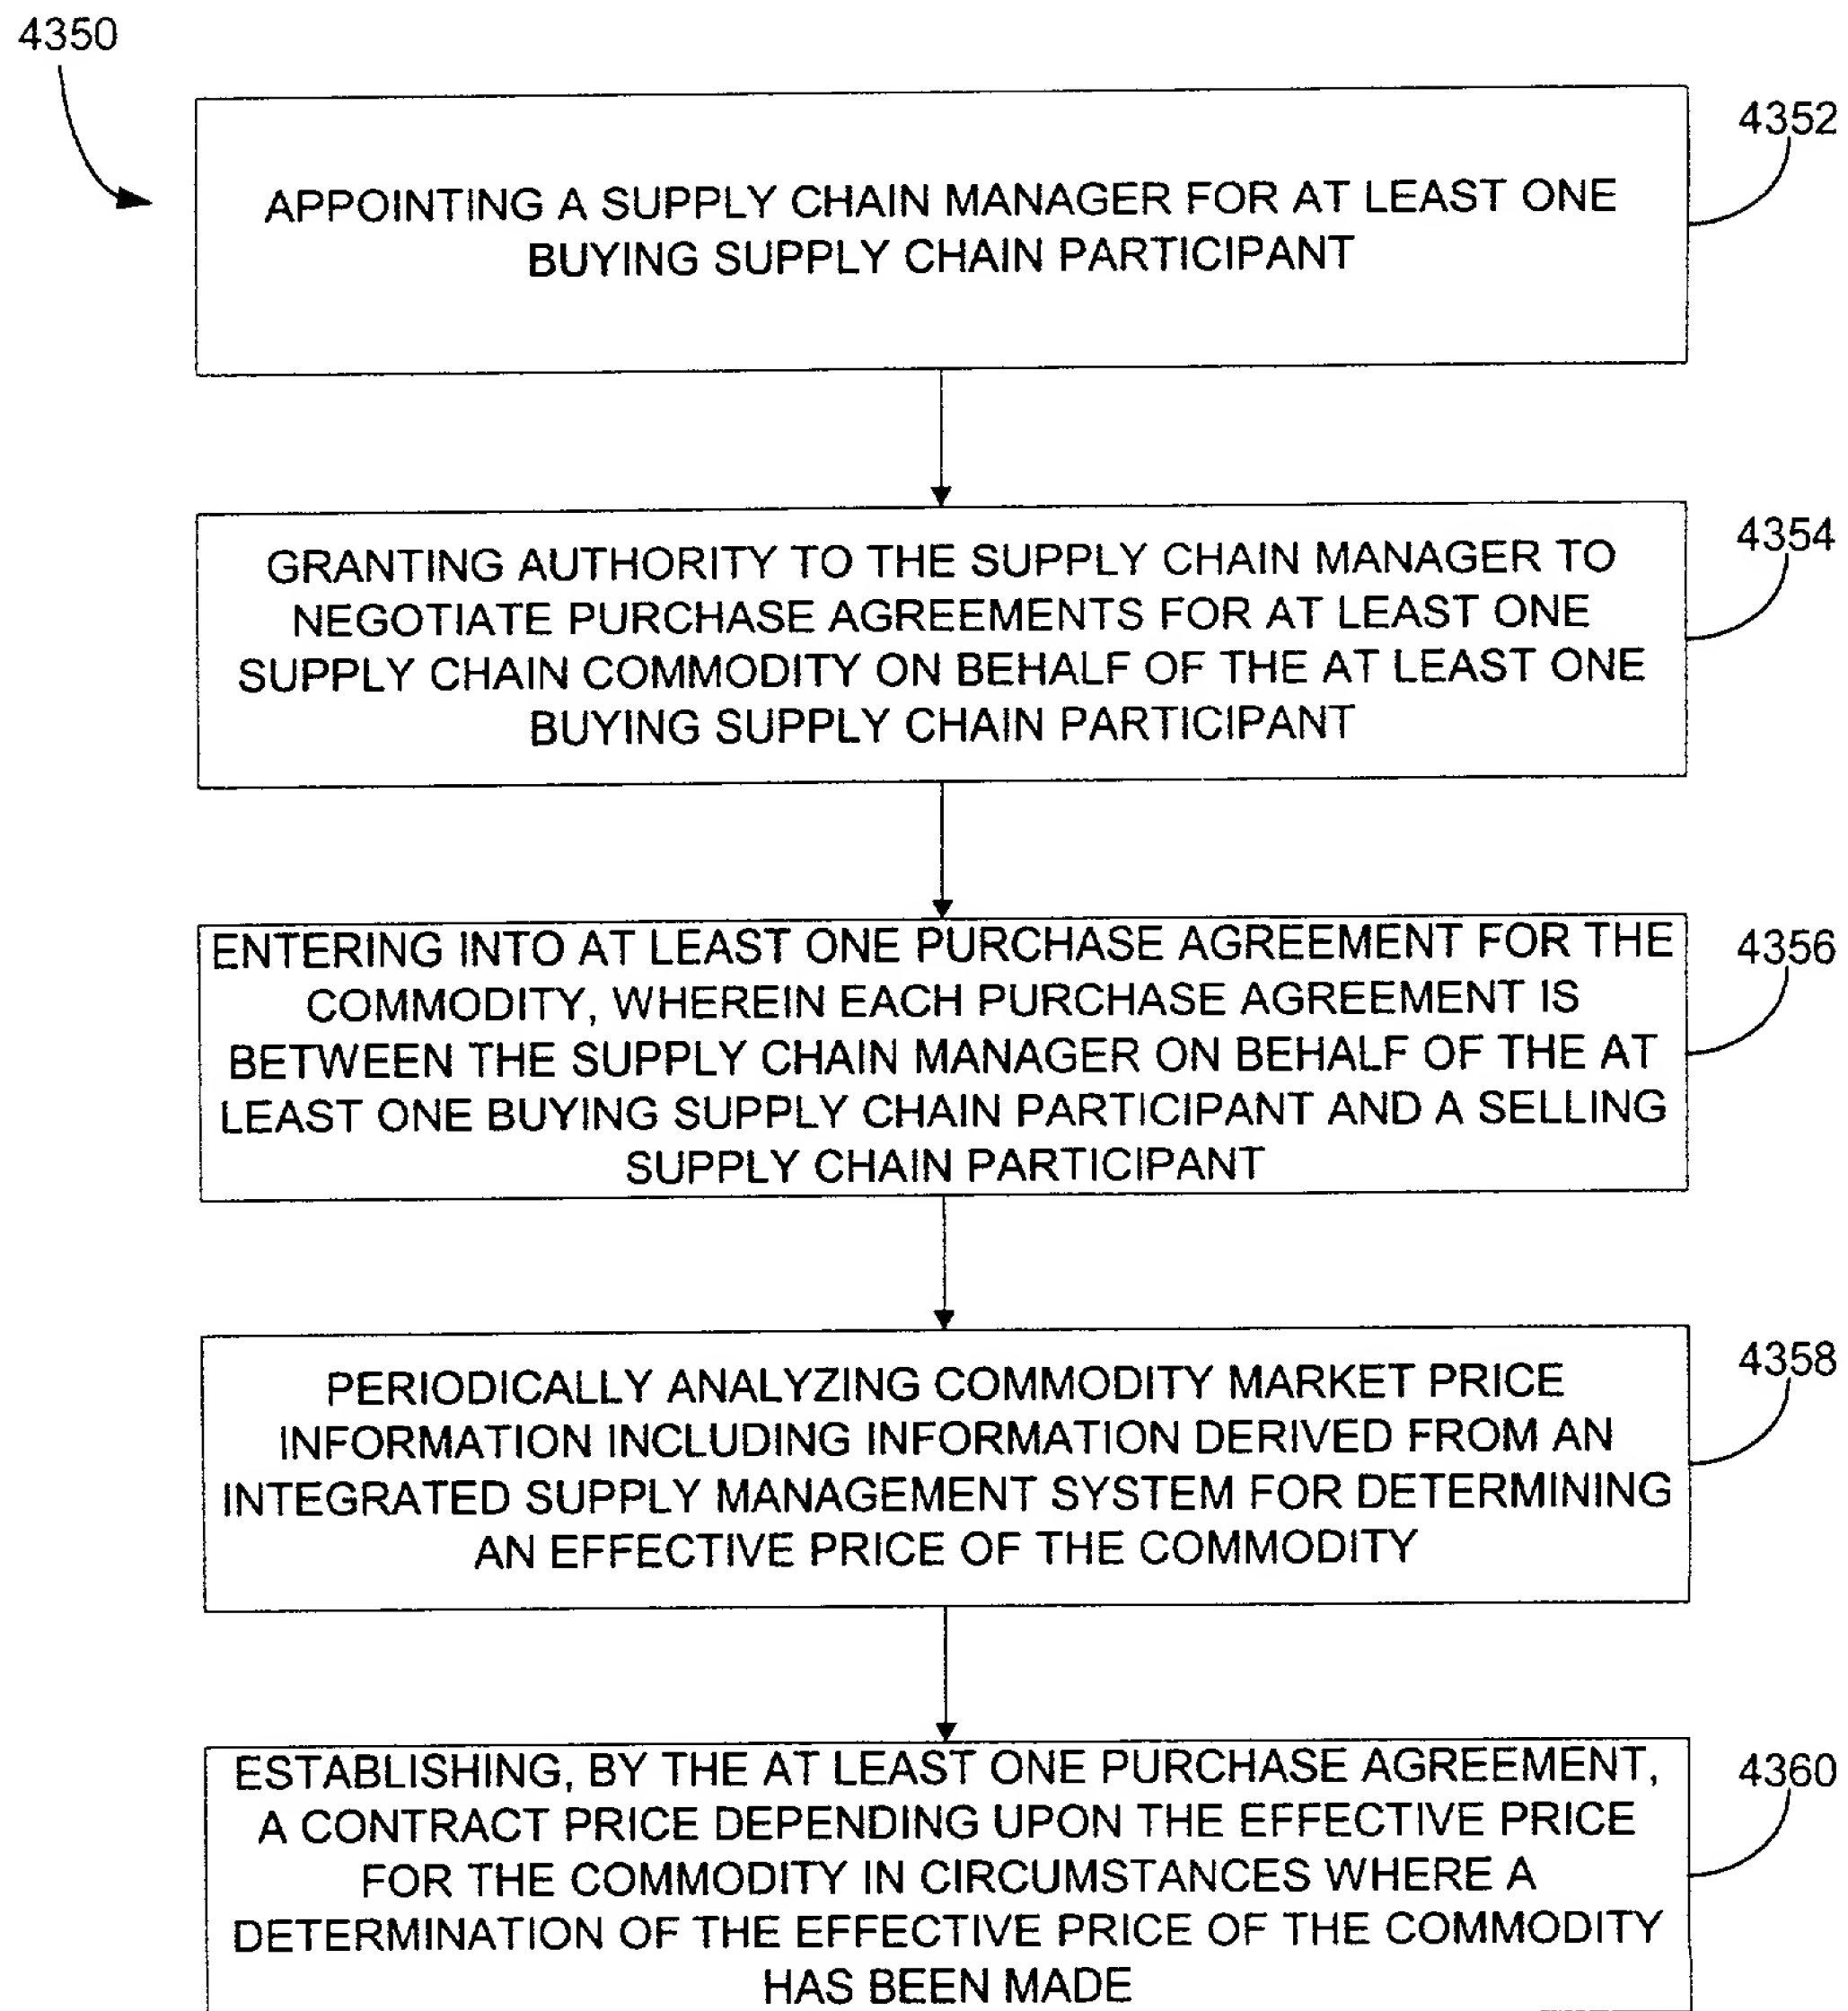 4350
4352
APPOINTING A SUPPLY CHAIN MANAGER FOR AT LEAST ONE
BUYING SUPPLY CHAIN PARTICIPANT
4354
GRANTING AUTHORITY TO THE SUPPLY CHAIN MANAGER TO
NEGOTIATE PURCHASE AGREEMENTS FOR AT LEAST ONE
SUPPLY CHAIN COMMODITY ON BEHALF OF THE AT LEAST ONE
BUYING SUPPLY CHAIN PARTICIPANT
4356
ENTERING INTO AT LEAST ONE PURCHASE AGREEMENT FOR THE
COMMODITY, WHEREIN EACH PURCHASE AGREEMENT IS
BETWEEN THE SUPPLY CHAIN MANAGER ON BEHALF OF THE AT
LEAST ONE BUYING SUPPLY CHAIN PARTICIPANT AND A SELLING
SUPPLY CHAIN PARTICIPANT
4358
PERIODICALLY ANALYZING COMMODITY MARKET PRICE
INFORMATION INCLUDING INFORMATION DERIVED FROM AN
INTEGRATED SUPPLY MANAGEMENT SYSTEM FOR DETERMINING
AN EFFECTIVE PRICE OF THE COMMODITY
4360
ESTABLISHING, BY THE AT LEAST ONE PURCHASE AGREEMENT,
A CONTRACT PRICE DEPENDING UPON THE EFFECTIVE PRICE
FOR THE COMMODITY IN CIRCUMSTANCES WHERE A
DETERMINATION OF THE EFFECTIVE PRICE OF THE COMMODITY
HAS BEEN MADE